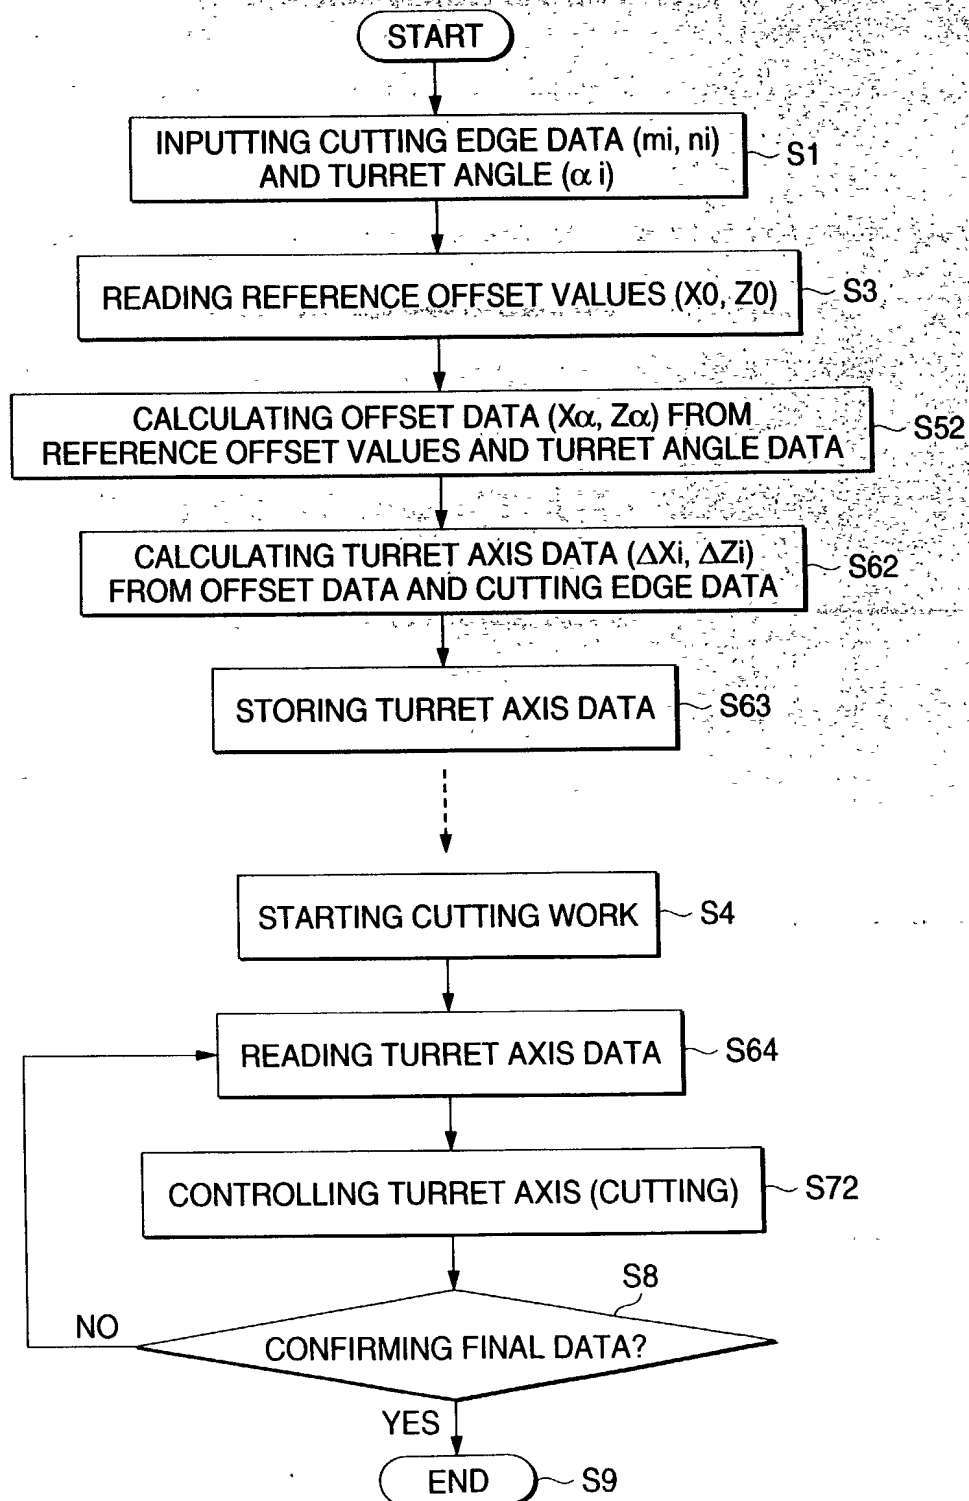 START
INPUTTING CUTTING EDGE DATA (mi, ni)
AND TURRET ANGLE (α i)
S1
READING REFERENCE OFFSET VALUES (X0, Z0)
S3
CALCULATING OFFSET DATA (Xα, Zα) FROM
REFERENCE OFFSET VALUES AND TURRET ANGLE DATA
S52
CALCULATING TURRET AXIS DATA (ΔXi, ΔZi)
FROM OFFSET DATA AND CUTTING EDGE DATA
S62
STORING TURRET AXIS DATA
S63
STARTING CUTTING WORK
S4
READING TURRET AXIS DATA
S64
CONTROLLING TURRET AXIS (CUTTING)
S72
S8
CONFIRMING FINAL DATA?
NO
YES
END
S9